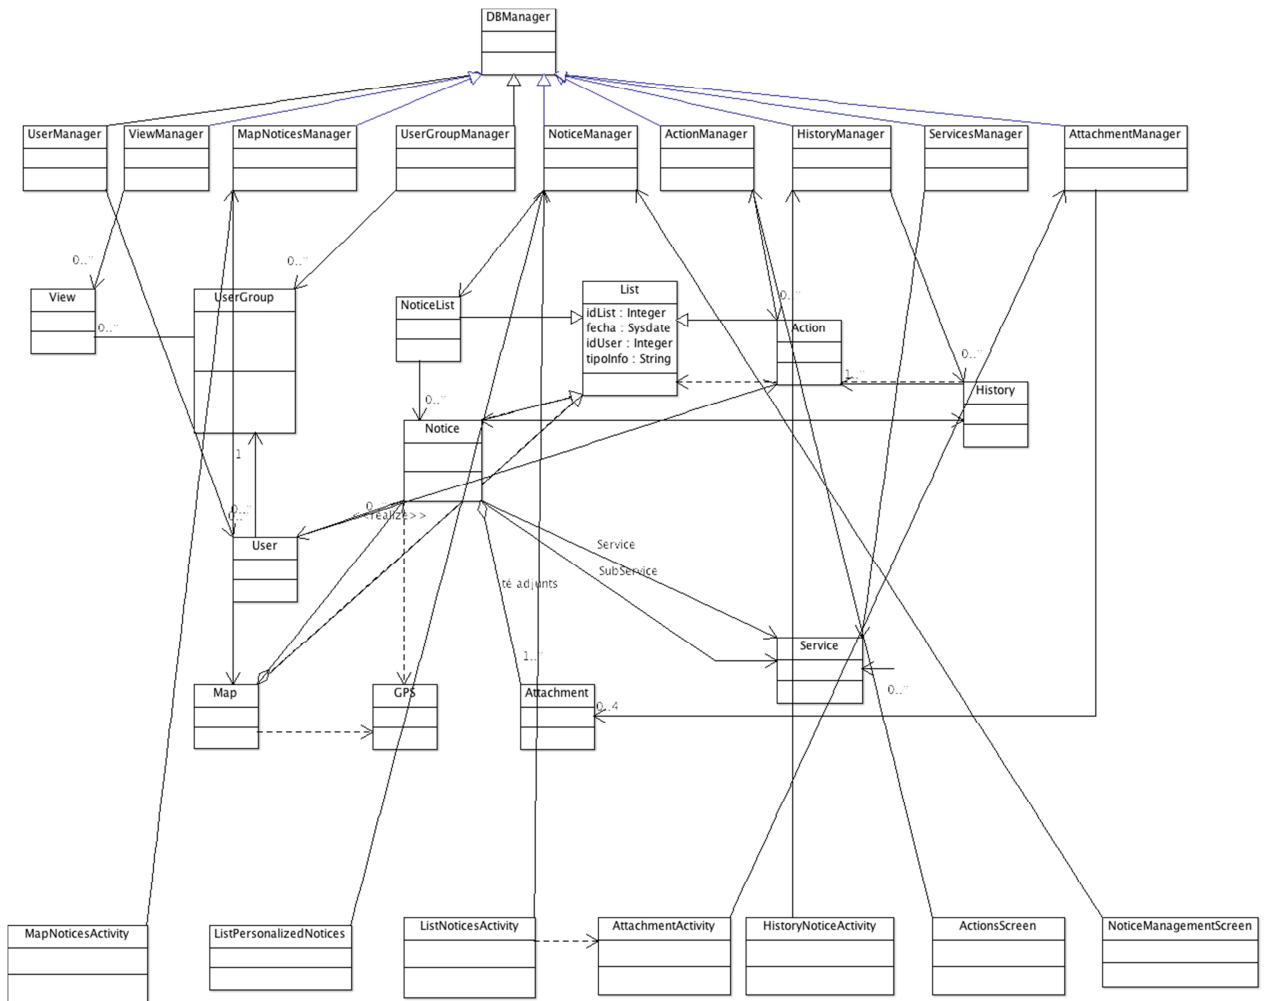 DBManager
UserManager
ViewManager
MapNoticesManager
UserGroupManager
NoticeManager
ActionManager
HistoryManager
ServicesManager
AttachmentManager
0..*
0..*
View
UserGroup
NoticeList
List
idList : Integer
fecha : Sysdate
idUser : Integer
tipoInfo : String
0..*
Action
0..*
0..*
1..*
History
0..*
Notice
1
0..*
0..*
<<realize>>
User
Service
SubService
té adjunts
1..*
Service
0..*
Map
GPS
Attachment
0..4
MapNoticesActivity
ListPersonalizedNotices
ListNoticesActivity
AttachmentActivity
HistoryNoticeActivity
ActionsScreen
NoticeManagementScreen